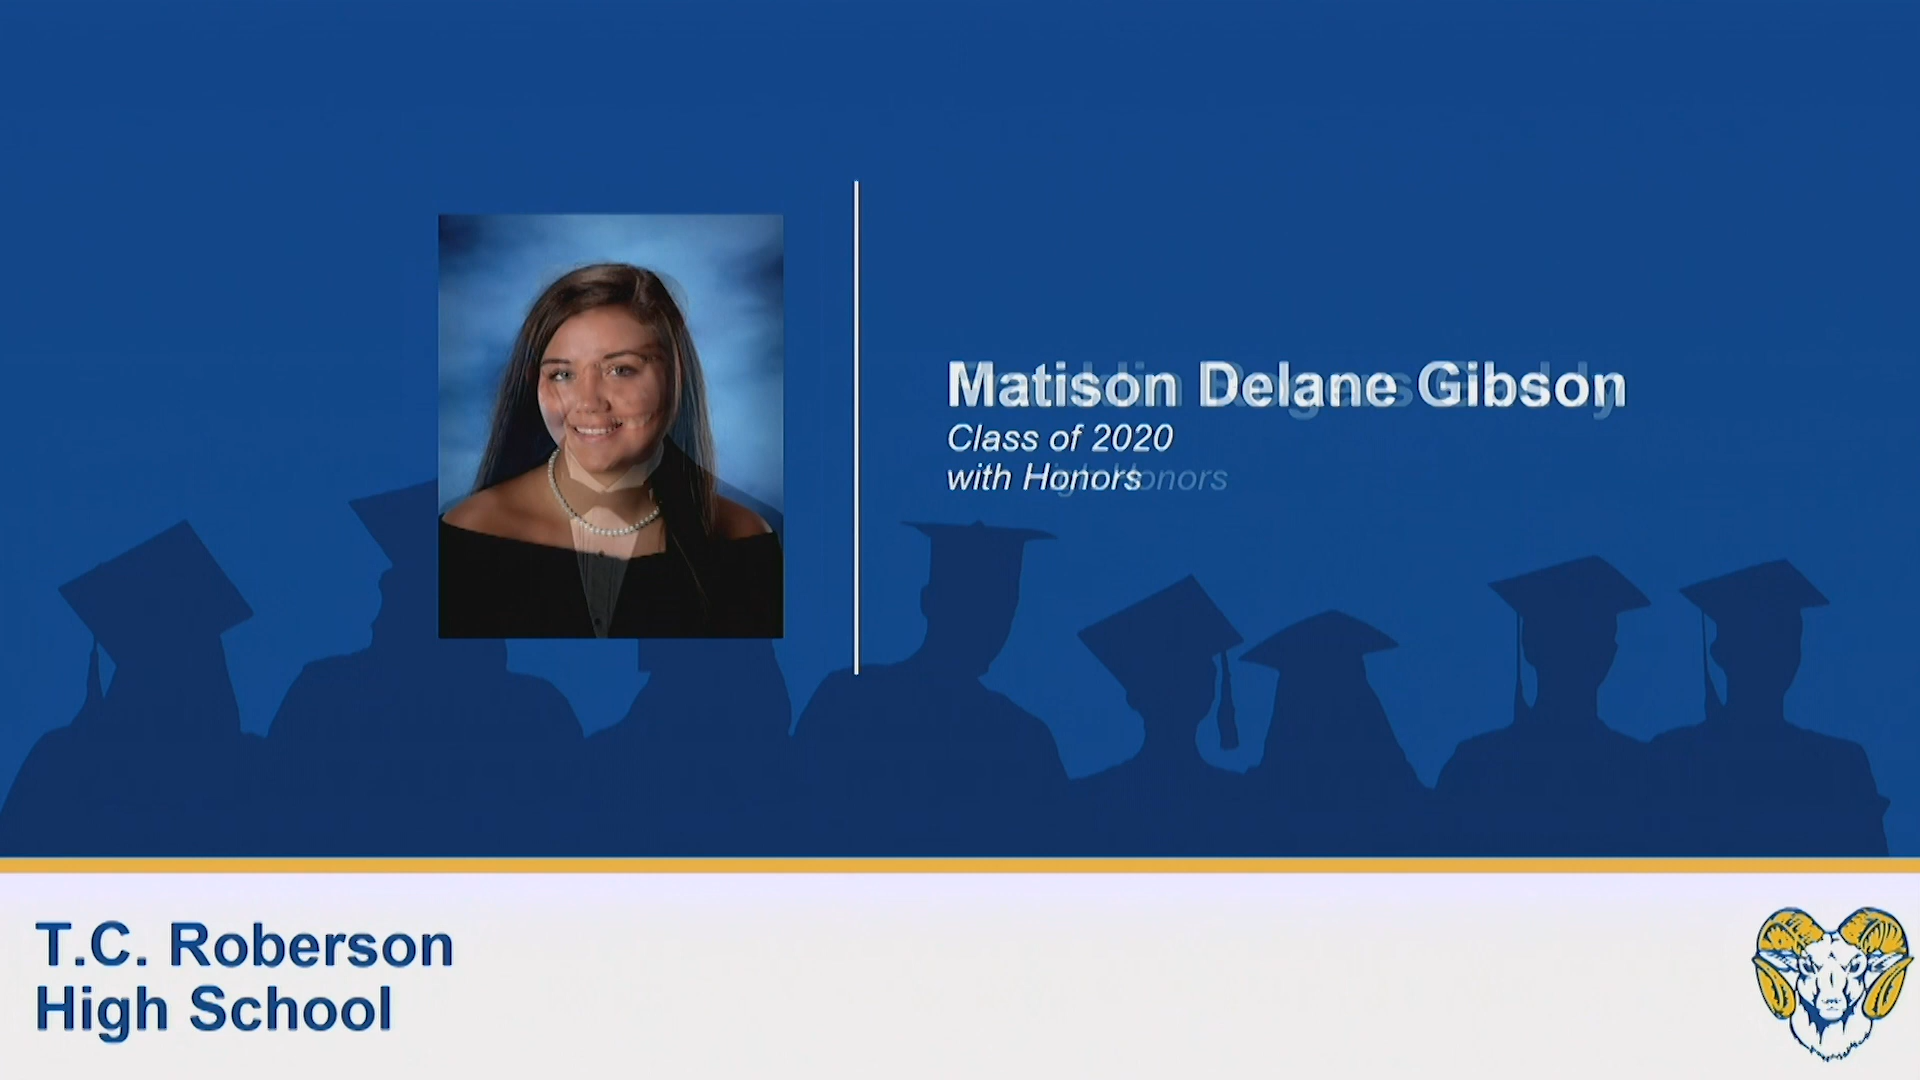 Matison Delane Gibson
Class of 2020
with Honors
T.C. Roberson
High School